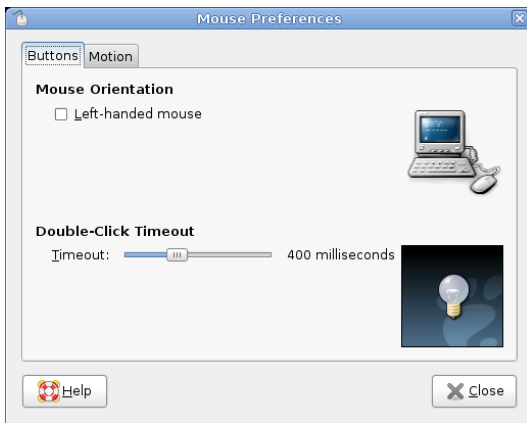 Mouse Preferences
Buttons Motion
Mouse Orientation
Left-handed mouse
Double-Click Timeout
Timeout: 400 milliseconds
Help Close